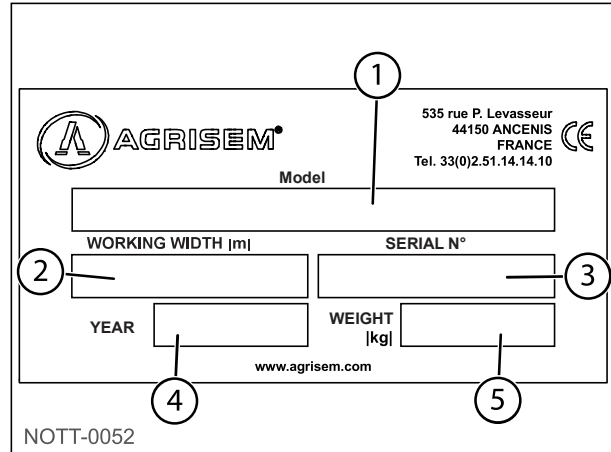 1
AGRISEM
535 rue P. Levasseur
44150 ANCENIS
FRANCE
Tel. 33(0)2.51.14.14.10
CE
Model
WORKING WIDTH |m|
SERIAL N°
2
3
YEAR
WEIGHT
|kg|
www.agrisem.com
4
5
NOTT-0052